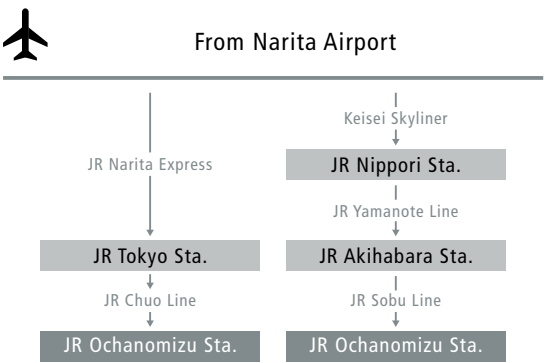 From Narita Airport
JR Narita Express
JR Tokyo Sta.
JR Chuo Line
JR Ochanomizu Sta.
Keisei Skyliner
JR Nippori Sta.
JR Yamanote Line
JR Akihabara Sta.
JR Sobu Line
JR Ochanomizu Sta.